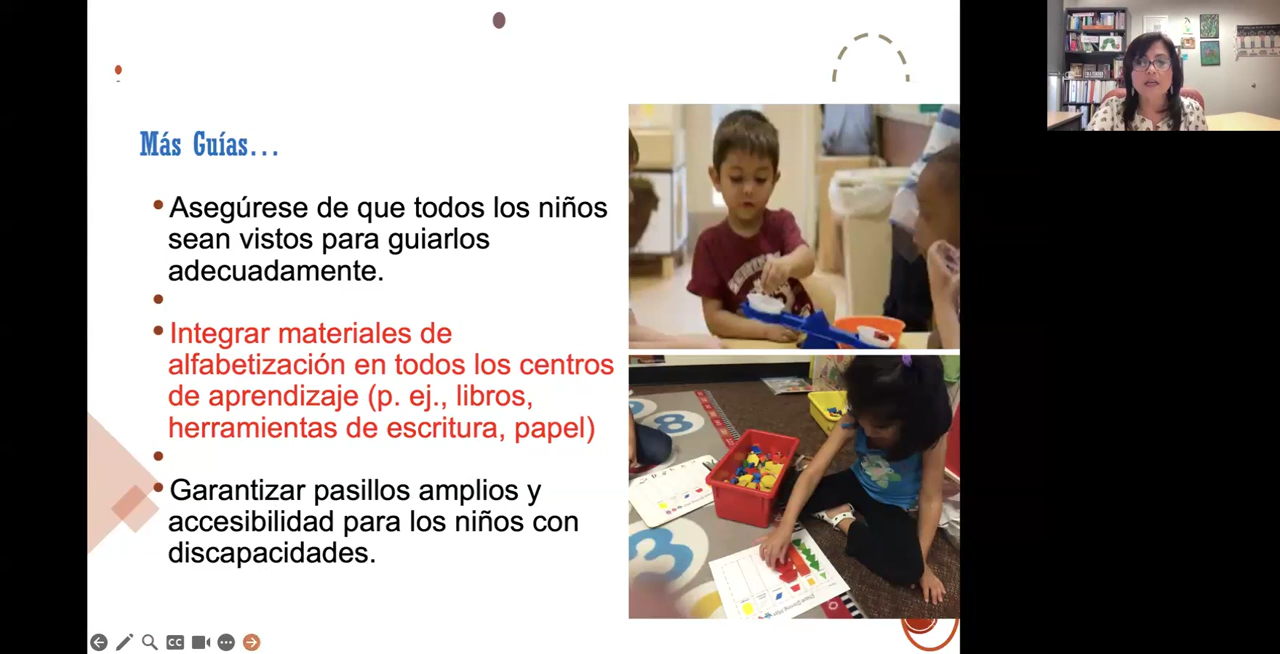 Más Guías...
• Asegúrese de que todos los niños
sean vistos para guiarlos
adecuadamente.
•
• Integrar materiales de
alfabetización en todos los centros
de aprendizaje (p. ej., libros,
herramientas de escritura, papel)
•
• Garantizar pasillos amplios y
accesibilidad para los niños con
discapacidades.
CC